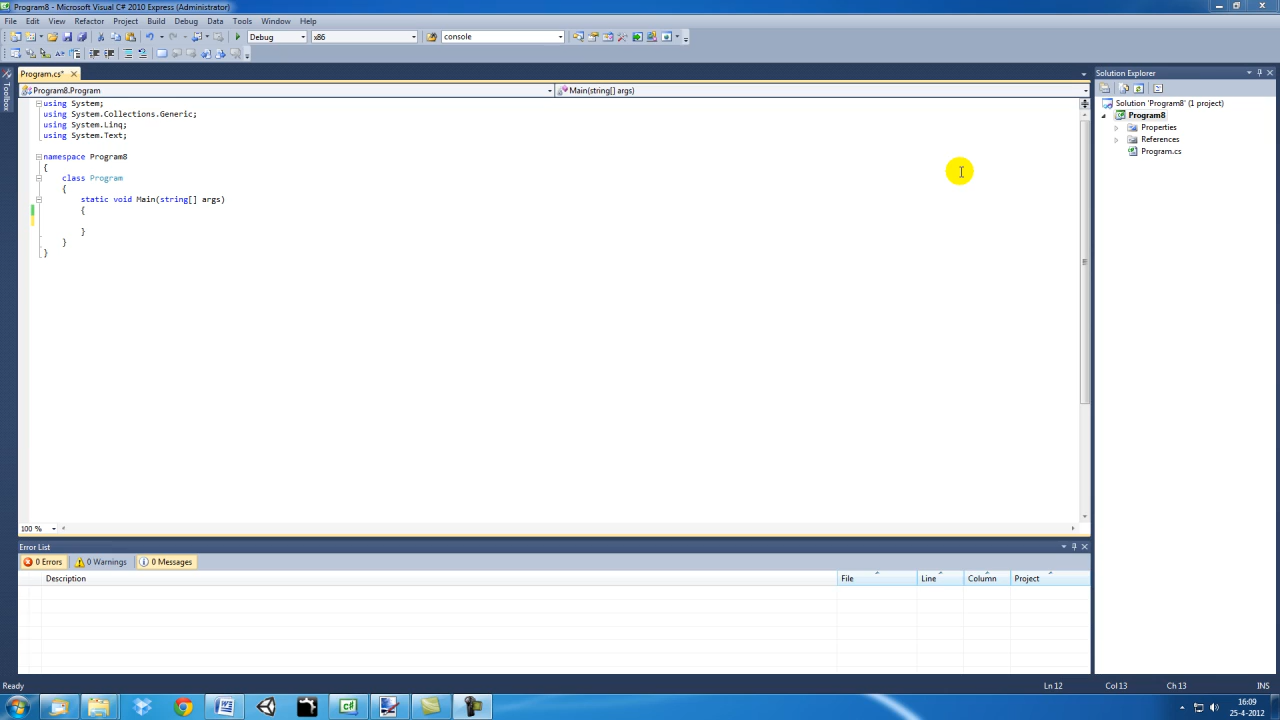 Program8 - Microsoft Visual C# 2010 Express (Administrator)
File Edit View Refactor Project Build Debug Data Tools Window Help
Debug x86 console
Toolbox
Program.cs*
Program8.Program
Main(string[] args)
using System;
using System.Collections.Generic;
using System.Linq;
using System.Text;
namespace Program8
{
class Program
{
static void Main(string[] args)
{
}
}
}
100 %
Solution Explorer
Solution 'Program8' (1 project)
Program8
Properties
References
Program.cs
Error List
0 Errors 0 Warnings 0 Messages
Description File Line Column Project
Ready Ln 12 Col 13 Ch 13 INS
16:09
25-4-2012